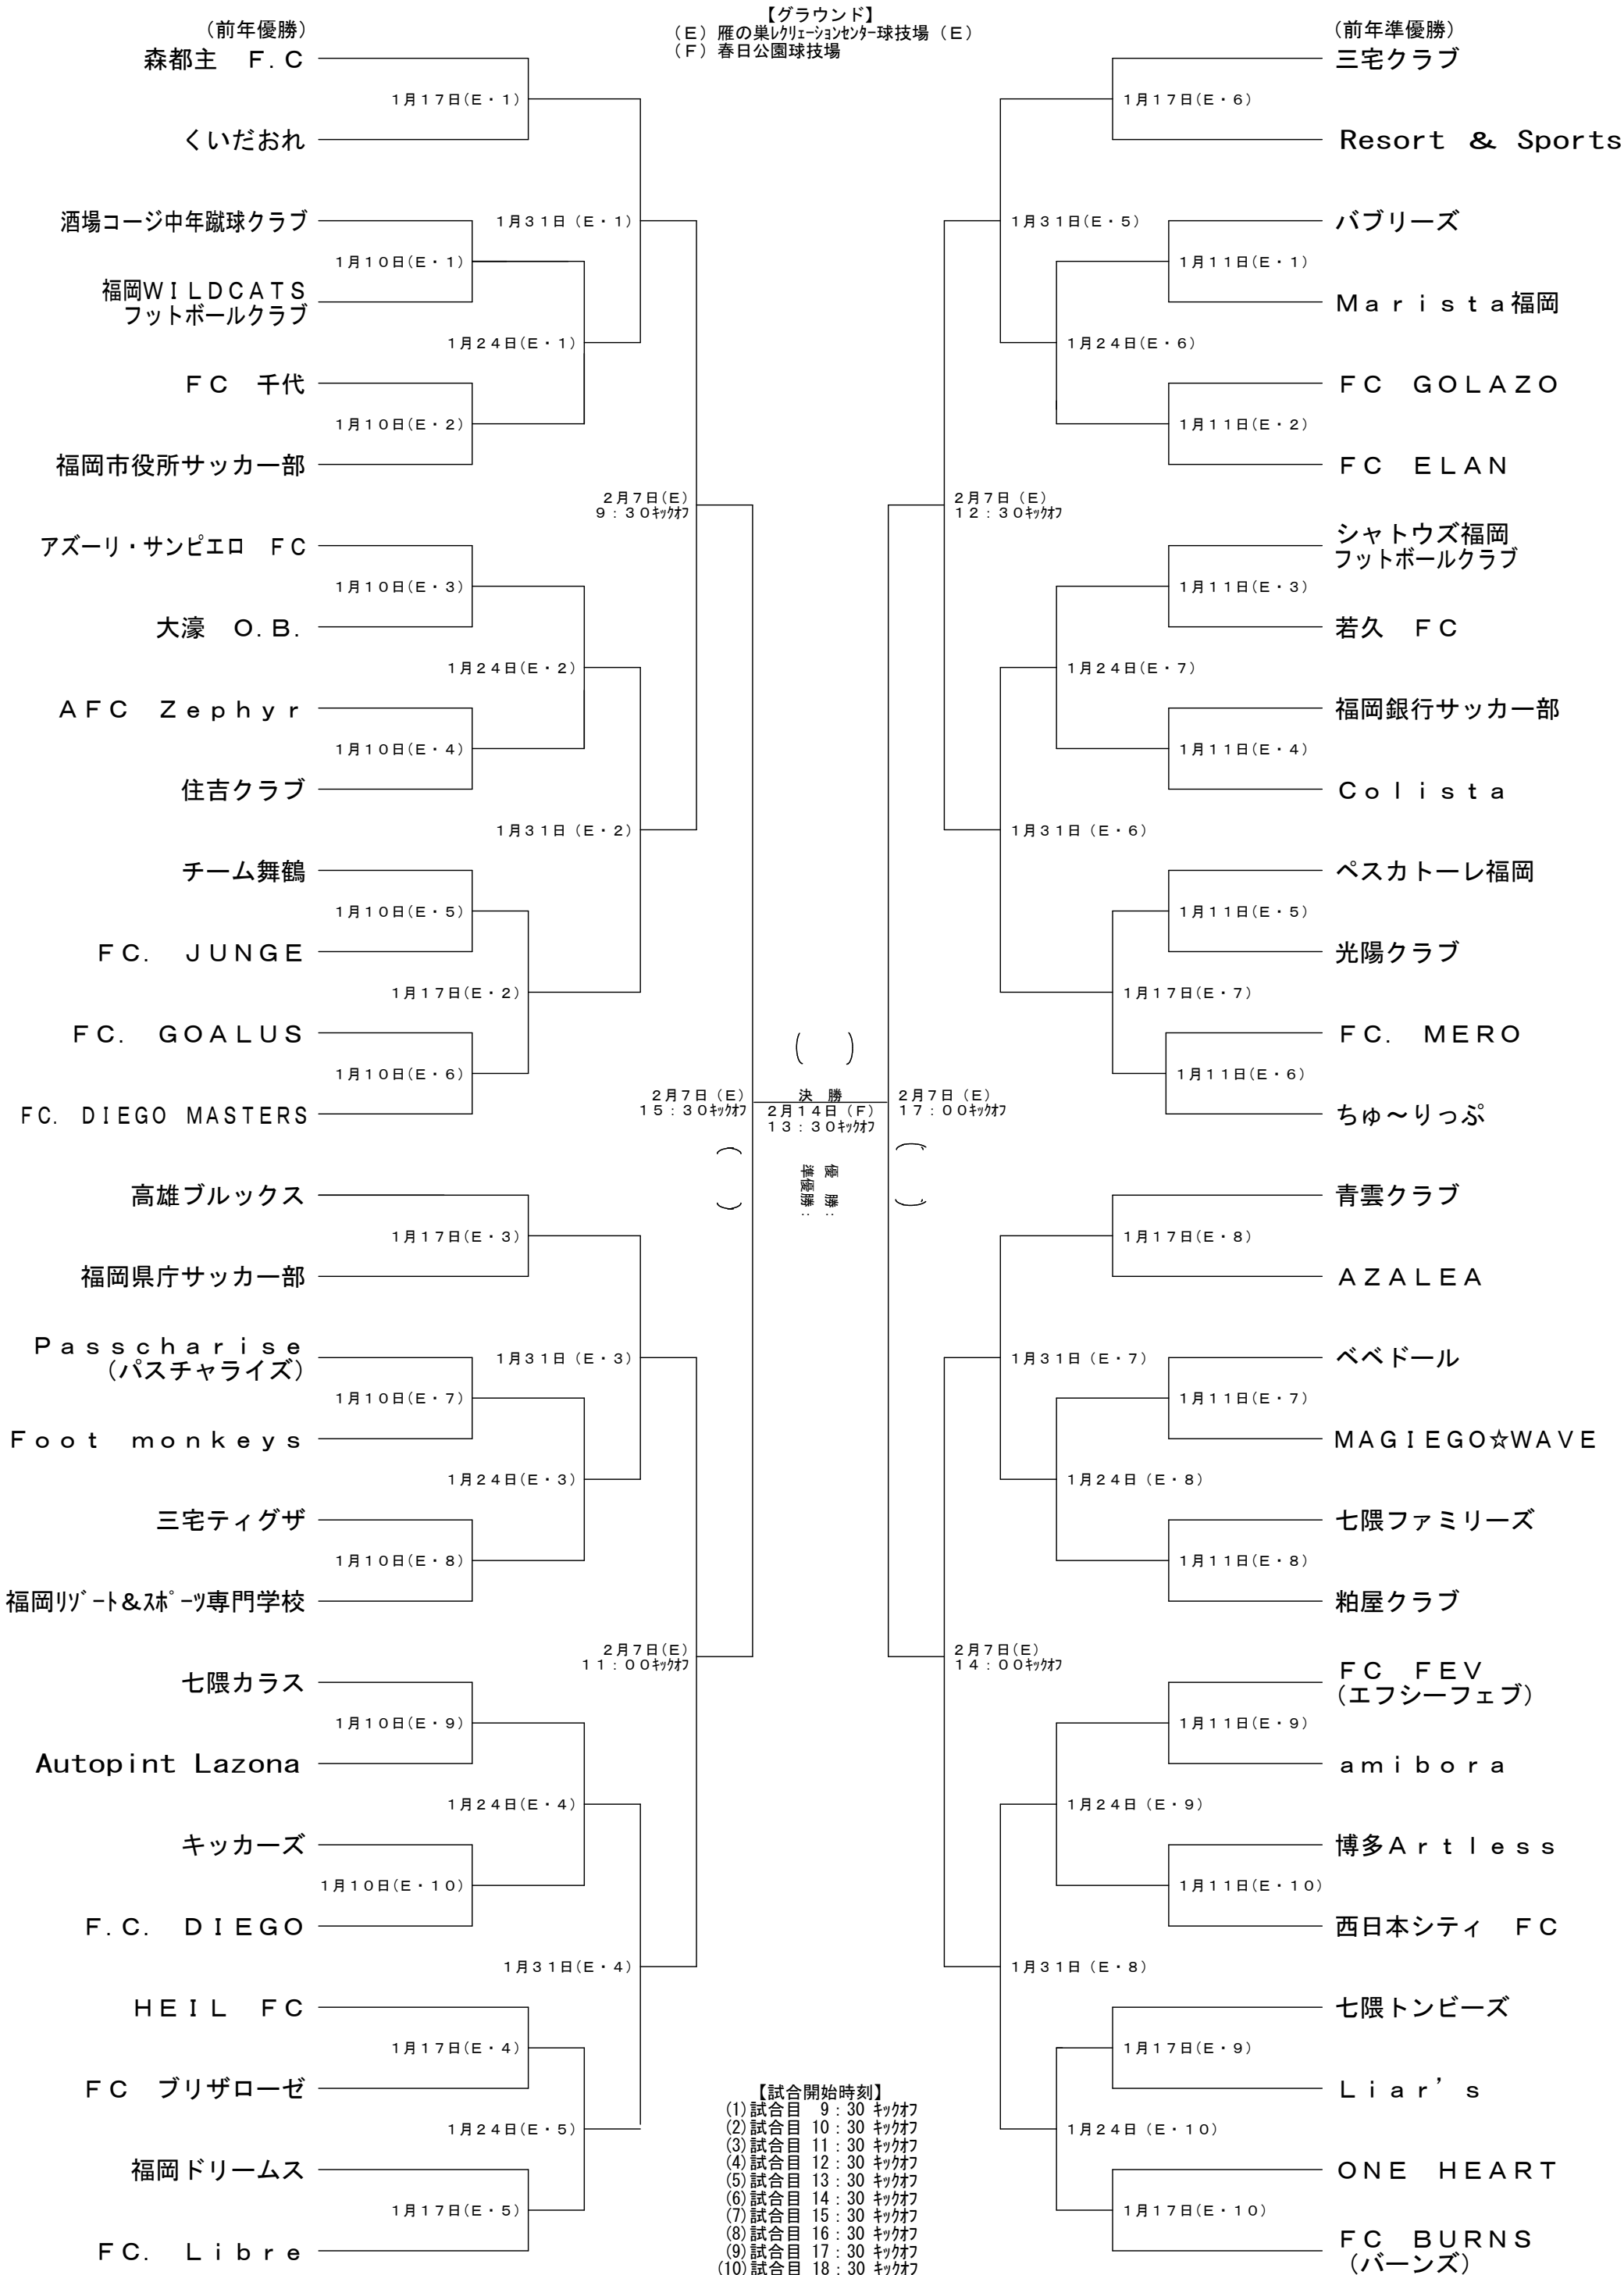 【グラウンド】
（Ｅ）雁の巣ﾚｸﾘｪｰｼｮﾝｾﾝﾀｰ球技場（Ｅ）
（Ｆ）春日公園球技場
（前年優勝）
森都主　Ｆ.Ｃ
１月１７日(Ｅ・１)
くいだおれ
酒場コージ中年蹴球クラブ
１月３１日（Ｅ・１)
１月１０日(Ｅ・１)
福岡ＷＩＬＤＣＡＴＳ
フットボールクラブ
１月２４日(Ｅ・１)
ＦＣ　千代
１月１０日(Ｅ・２)
福岡市役所サッカー部
２月７日(Ｅ)
９：３０ｷｯｸｵﾌ
アズーリ・サンピエロ　ＦＣ
１月１０日(Ｅ・３)
大濠　Ｏ.Ｂ.
１月２４日(Ｅ・２)
ＡＦＣ　Ｚｅｐｈｙｒ
１月１０日(Ｅ・４)
住吉クラブ
１月３１日（Ｅ・２)
チーム舞鶴
１月１０日(Ｅ・５)
ＦＣ.　ＪＵＮＧＥ
１月１７日(Ｅ・２)
ＦＣ.　ＧＯＡＬＵＳ
１月１０日(Ｅ・６)
ＦＣ.　ＤＩＥＧＯ　ＭＡＳＴＥＲＳ
２月７日（Ｅ)
１５：３０ｷｯｸｵﾌ
高雄ブルックス
１月１７日(Ｅ・３)
福岡県庁サッカー部
Ｐａｓｓｃｈａｒｉｓｅ
（パスチャライズ）
１月３１日（Ｅ・３)
１月１０日(Ｅ・７)
Ｆｏｏｔ　ｍｏｎｋｅｙｓ
１月２４日(Ｅ・３)
三宅ティグザ
１月１０日(Ｅ・８)
福岡ﾘｿﾞｰﾄ＆ｽﾎﾟｰﾂ専門学校
２月７日(Ｅ)
１１：００ｷｯｸｵﾌ
七隈カラス
１月１０日(Ｅ・９)
Autopint Lazona
１月２４日(Ｅ・４)
キッカーズ
１月１０日(Ｅ・１０)
Ｆ.Ｃ.　ＤＩＥＧＯ
１月３１日(Ｅ・４)
ＨＥＩＬ　ＦＣ
１月１７日(Ｅ・４)
ＦＣ　ブリザローゼ
１月２４日(Ｅ・５)
福岡ドリームス
１月１７日(Ｅ・５)
ＦＣ.　Ｌｉｂｒｅ
(　　)
決　勝
２月１４日（Ｆ)
１３：３０ｷｯｸｵﾌ
(　　)
(　　)
優　勝：
準優勝：
【試合開始時刻】
(1)試合目　9：30 ｷｯｸｵﾌ
(2)試合目 10：30 ｷｯｸｵﾌ
(3)試合目 11：30 ｷｯｸｵﾌ
(4)試合目 12：30 ｷｯｸｵﾌ
(5)試合目 13：30 ｷｯｸｵﾌ
(6)試合目 14：30 ｷｯｸｵﾌ
(7)試合目 15：30 ｷｯｸｵﾌ
(8)試合目 16：30 ｷｯｸｵﾌ
(9)試合目 17：30 ｷｯｸｵﾌ
(10)試合目 18：30 ｷｯｸｵﾌ
（前年準優勝）
三宅クラブ
１月１７日(Ｅ・６)
Resort ＆ Sports
バブリーズ
１月３１日(Ｅ・５)
１月１１日(Ｅ・１)
Ｍａｒｉｓｔａ福岡
１月２４日(Ｅ・６)
ＦＣ　ＧＯＬＡＺＯ
１月１１日(Ｅ・２)
ＦＣ　ＥＬＡＮ
２月７日（Ｅ)
１２：３０ｷｯｸｵﾌ
シャトウズ福岡
フットボールクラブ
１月１１日(Ｅ・３)
若久　ＦＣ
１月２４日(Ｅ・７)
福岡銀行サッカー部
１月１１日(Ｅ・４)
Ｃｏｌｉｓｔａ
１月３１日（Ｅ・６)
ペスカトーレ福岡
１月１１日(Ｅ・５)
光陽クラブ
１月１７日(Ｅ・７)
ＦＣ.　ＭＥＲＯ
１月１１日(Ｅ・６)
ちゅ～りっぷ
２月７日（Ｅ)
１７：００ｷｯｸｵﾌ
青雲クラブ
１月１７日(Ｅ・８)
ＡＺＡＬＥＡ
ベベドール
１月３１日（Ｅ・７)
１月１１日(Ｅ・７)
ＭＡＧＩＥＧＯ☆ＷＡＶＥ
１月２４日（Ｅ・８)
七隈ファミリーズ
１月１１日(Ｅ・８)
粕屋クラブ
２月７日(Ｅ)
１４：００ｷｯｸｵﾌ
ＦＣ　ＦＥＶ
（エフシーフェブ）
１月１１日(Ｅ・９)
ａｍｉｂｏｒａ
１月２４日（Ｅ・９)
博多Ａｒｔｌｅｓｓ
１月１１日(Ｅ・１０)
西日本シティ　ＦＣ
１月３１日（Ｅ・８)
七隈トンビーズ
１月１７日(Ｅ・９)
Ｌｉａｒ’ｓ
１月２４日（Ｅ・１０)
ＯＮＥ　ＨＥＡＲＴ
１月１７日(Ｅ・１０)
ＦＣ　ＢＵＲＮＳ
（バーンズ）